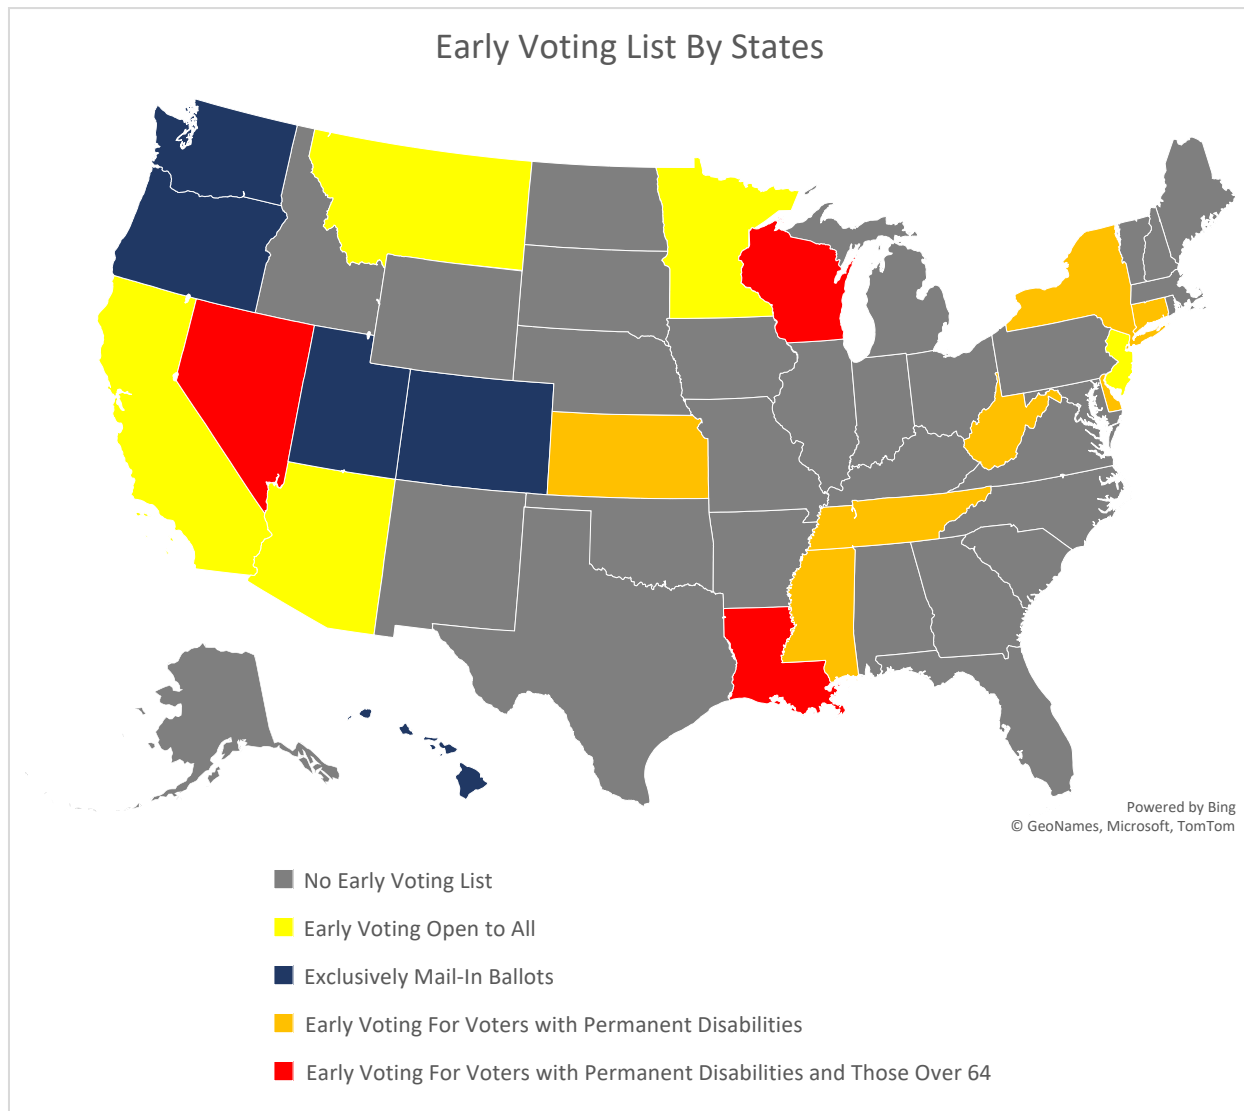 Early Voting List By States
Powered by Bing
© GeoNames, Microsoft, TomTom
No Early Voting List
Early Voting Open to All
Exclusively Mail-In Ballots
Early Voting For Voters with Permanent Disabilities
Early Voting For Voters with Permanent Disabilities and Those Over 64